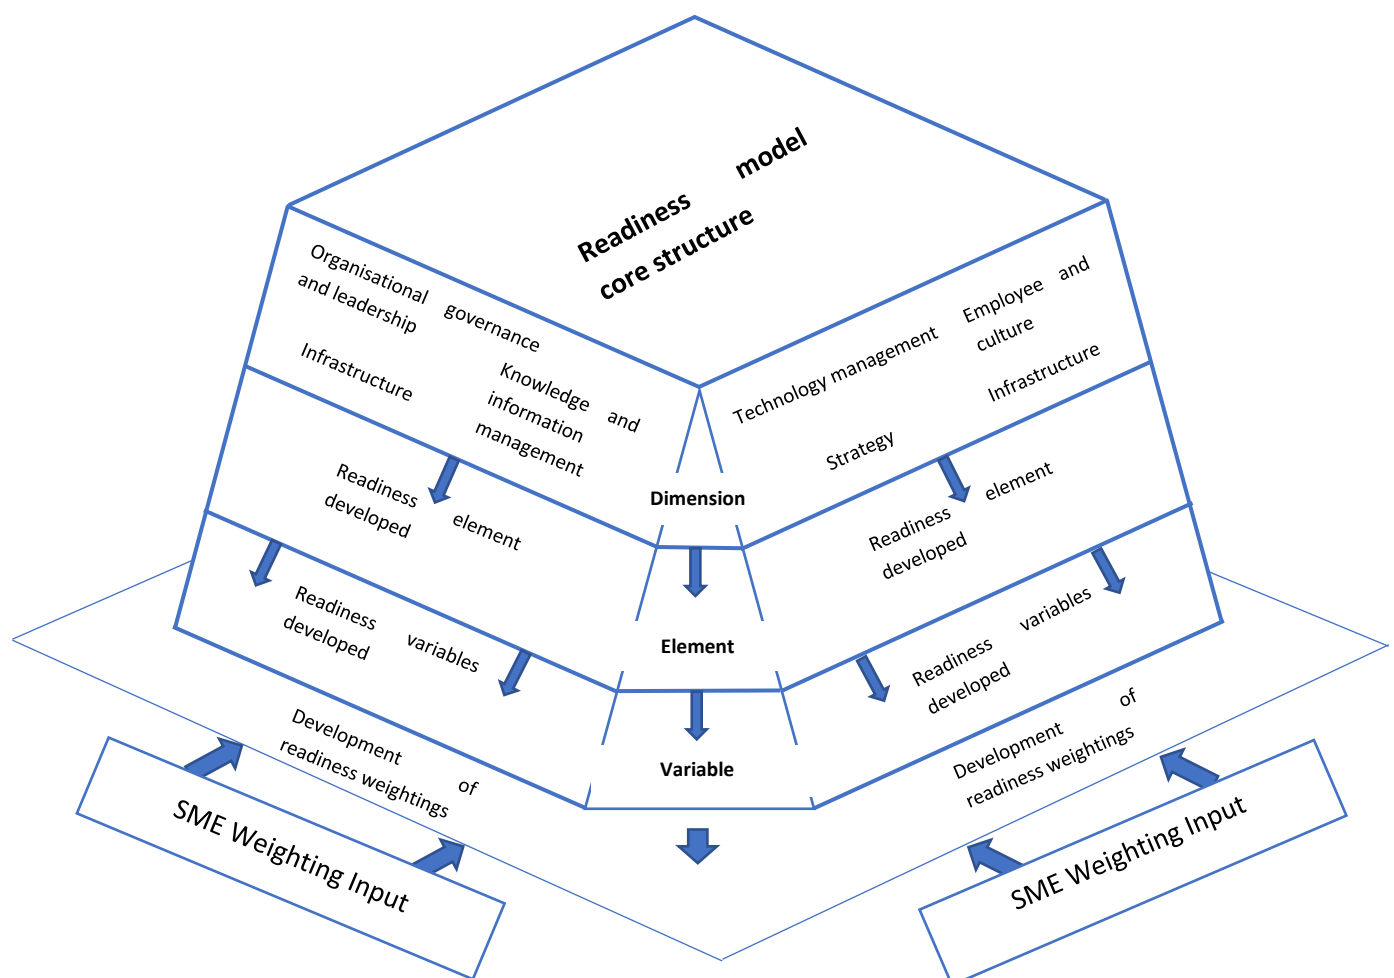 Readiness model
core structure
Organisational governance
and leadership
Infrastructure
Knowledge and
information
management
Technology management
Employee and
culture
Strategy
Infrastructure
Dimension
Readiness element
developed
Readiness element
developed
Element
Readiness variables
developed
Readiness variables
developed
Variable
Development of
readiness weightings
Development of
readiness weightings
SME Weighting Input
SME Weighting Input